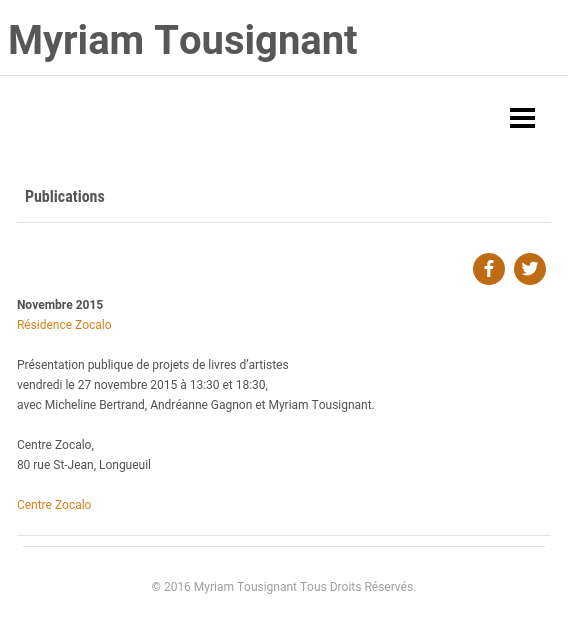 Myriam Tousignant
Publications
Novembre 2015
Résidence Zocalo
Présentation publique de projets de livres d’artistes
vendredi le 27 novembre 2015 à 13:30 et 18:30,
avec Micheline Bertrand, Andréanne Gagnon et Myriam Tousignant.
Centre Zocalo,
80 rue St-Jean, Longueuil
Centre Zocalo
© 2016 Myriam Tousignant Tous Droits Réservés.